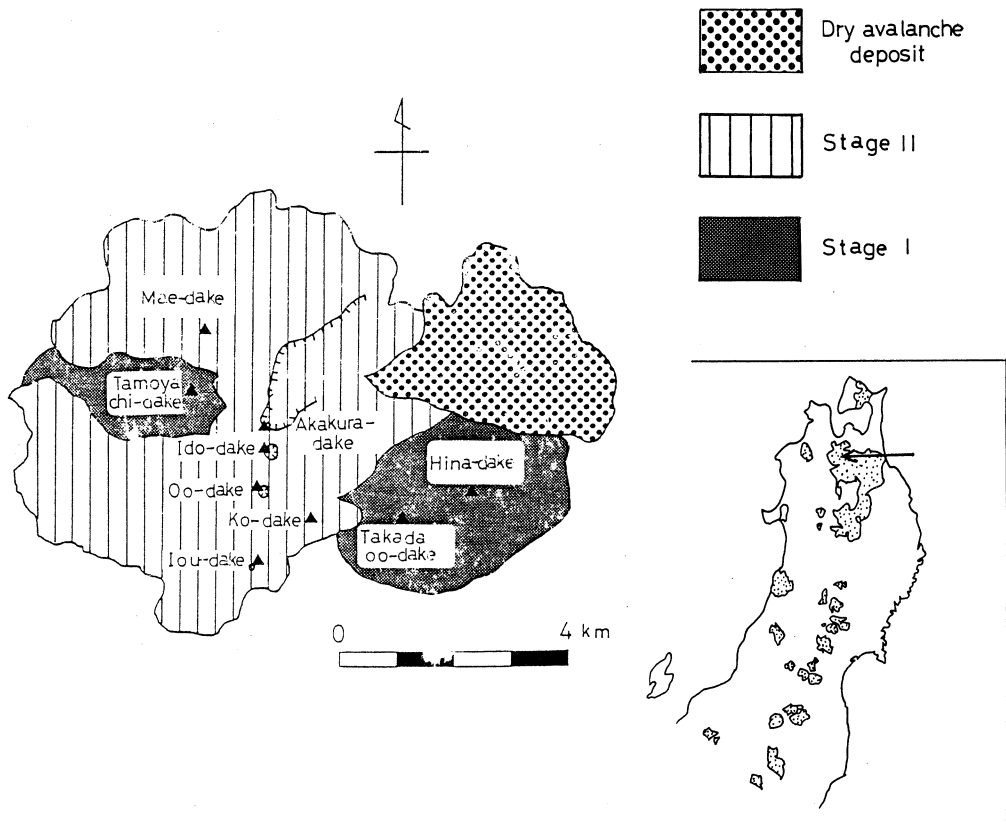 Dry avalanche
deposit
Stage II
Stage I
Mae-dake
Tamoya
chi-dake
Akakura-
dake
Ido-dake
Hina-dake
Oo-dake
Ko-dake
Takada
oo-dake
Iou-dake
0 4 km